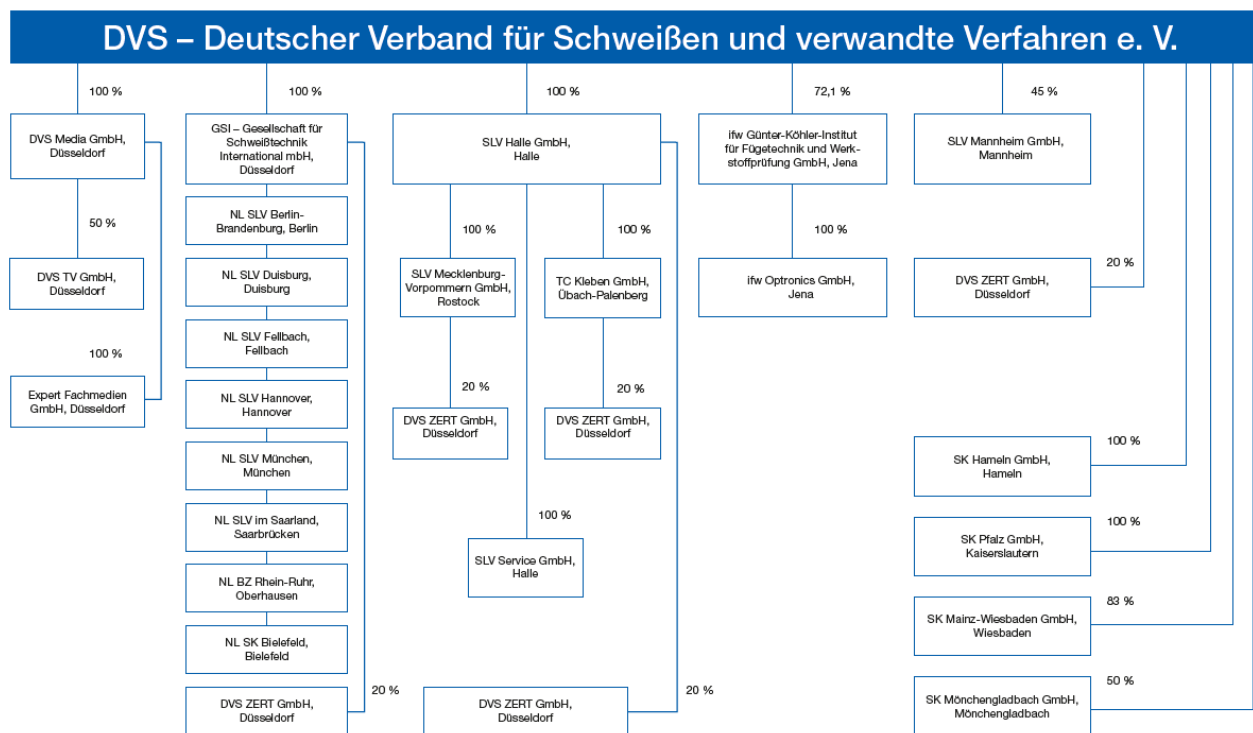 DVS – Deutscher Verband für Schweißen und verwandte Verfahren e. V.
100 %
100 %
100 %
72,1 %
45 %
DVS Media GmbH,
Düsseldorf
GSI – Gesellschaft für
Schweißtechnik
International mbH,
Düsseldorf
SLV Halle GmbH,
Halle
ifw Günter-Köhler-Institut
für Fügetechnik und Werk-
stoffprüfung GmbH, Jena
SLV Mannheim GmbH,
Mannheim
50 %
NL SLV Berlin-
Brandenburg, Berlin
100 %
100 %
100 %
DVS TV GmbH,
Düsseldorf
NL SLV Duisburg,
Duisburg
SLV Mecklenburg-
Vorpommern GmbH,
Rostock
TC Kleben GmbH,
Übach-Palenberg
ifw Optronics GmbH,
Jena
DVS ZERT GmbH,
Düsseldorf
20 %
NL SLV Fellbach,
Fellbach
100 %
Expert Fachmedien
GmbH, Düsseldorf
NL SLV Hannover,
Hannover
20 %
20 %
DVS ZERT GmbH,
Düsseldorf
DVS ZERT GmbH,
Düsseldorf
NL SLV München,
München
100 %
SK Hameln GmbH,
Hameln
NL SLV im Saarland,
Saarbrücken
100 %
SLV Service GmbH,
Halle
100 %
SK Pfalz GmbH,
Kaiserslautern
NL BZ Rhein-Ruhr,
Oberhausen
83 %
SK Mainz-Wiesbaden GmbH,
Wiesbaden
NL SK Bielefeld,
Bielefeld
20 %
DVS ZERT GmbH,
Düsseldorf
20 %
DVS ZERT GmbH,
Düsseldorf
50 %
SK Mönchengladbach GmbH,
Mönchengladbach